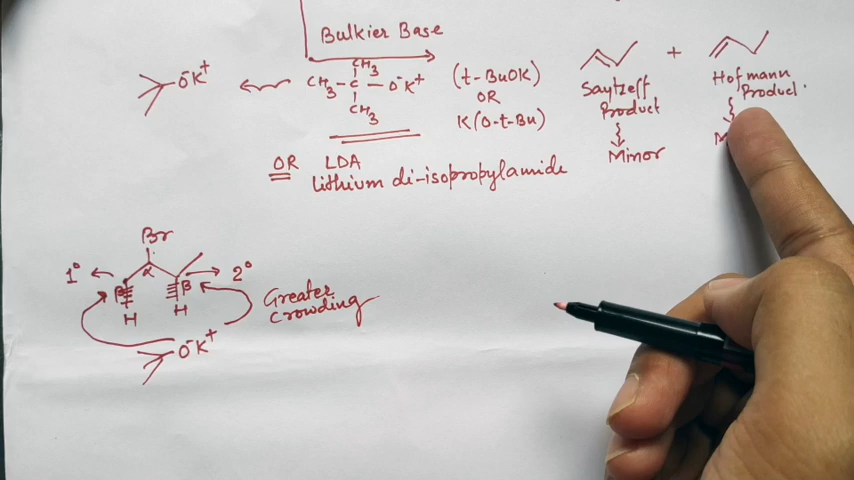 Bulkier Base
CH₃
CH₃-C-O⁻K⁺
CH₃
O⁻K⁺
(t-BuOK)
OR
K(O-t-Bu)
OR LDA
Lithium di-isopropylamide
+
Saytzeff
Product
Minor
Hofmann
Product.
Br
1° α 2°
β β
H H
Greater
Crowding
O⁻K⁺